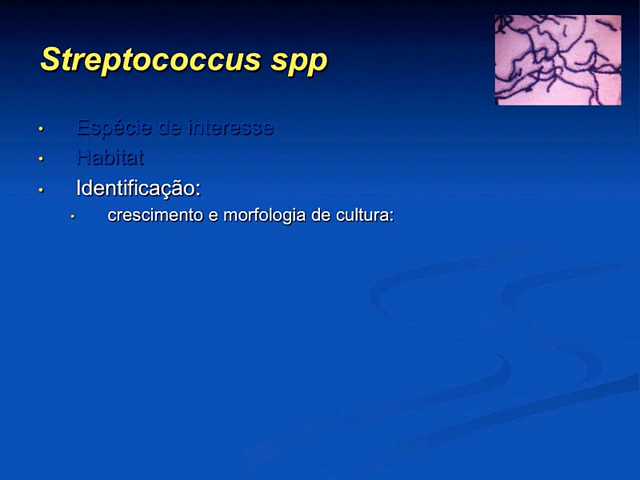 Streptococcus spp
• Espécie de interesse
• Habitat
• Identificação:
• crescimento e morfologia de cultura: